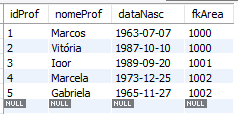 idProf nomeProf dataNasc fkArea
1 Marcos 1963-07-07 1000
2 Vitória 1987-10-10 1000
3 Igor 1989-09-20 1001
4 Marcela 1973-12-25 1002
5 Gabriela 1965-11-27 1002
NULL NULL NULL NULL